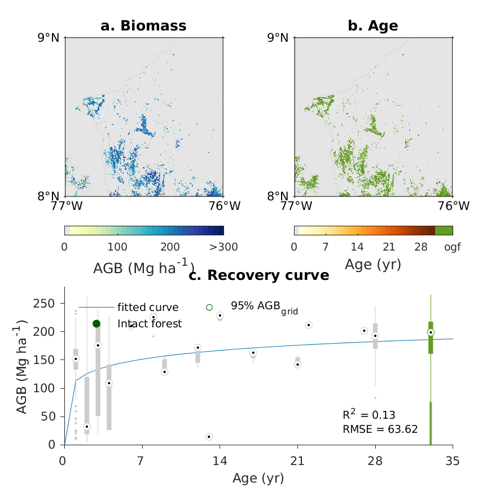 a. Biomass
b. Age
9°N
8°N
77°W
76°W
9°N
8°N
77°W
76°W
0 100 200 >300
AGB (Mg ha⁻¹)
0 7 14 21 28 ogf
Age (yr)
c. Recovery curve
AGB (Mg ha⁻¹)
250
200
150
100
50
0
fitted curve
Intact forest
95% AGB_grid
R² = 0.13
RMSE = 63.62
0 7 14 21 28 35
Age (yr)